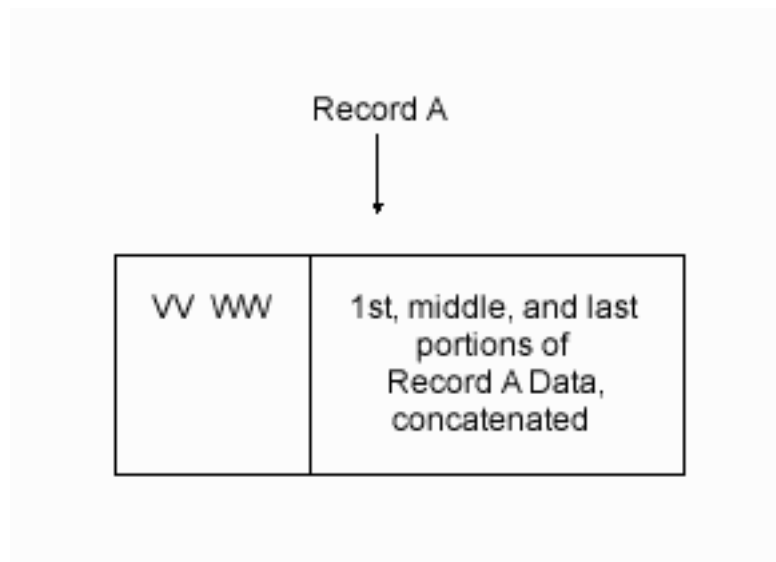 Record A
VV WW
1st, middle, and last
portions of
Record A Data,
concatenated